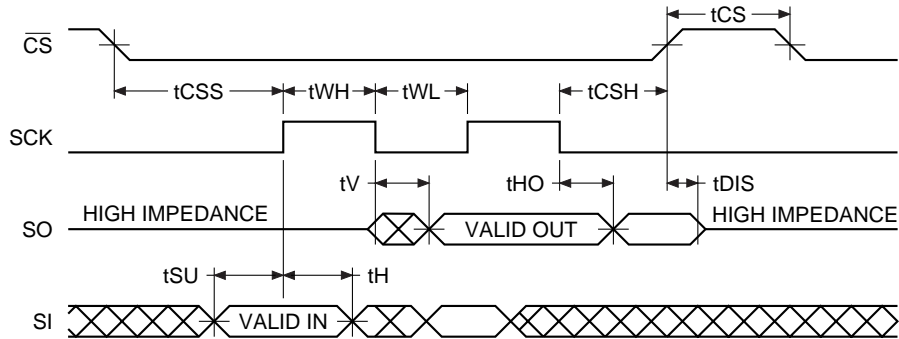 tCS
CS
tCSS tWH tWL tCSH
SCK
tV tHO tDIS
HIGH IMPEDANCE VALID OUT HIGH IMPEDANCE
SO
tSU tH
SI VALID IN